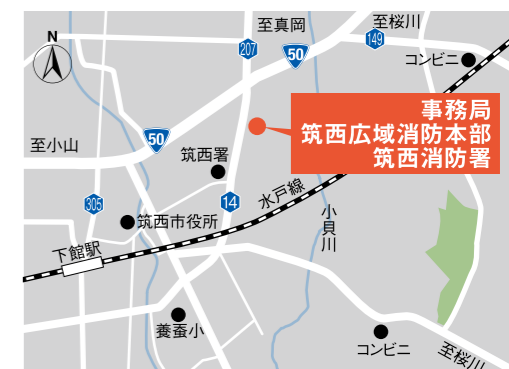 至真岡
至桜川
N
207
50
149
コンビニ
事務局
筑西広域消防本部
筑西消防署
至小山
50
筑西署
305
14
水戸線
小貝川
筑西市役所
下館駅
養蚕小
コンビニ
至桜川